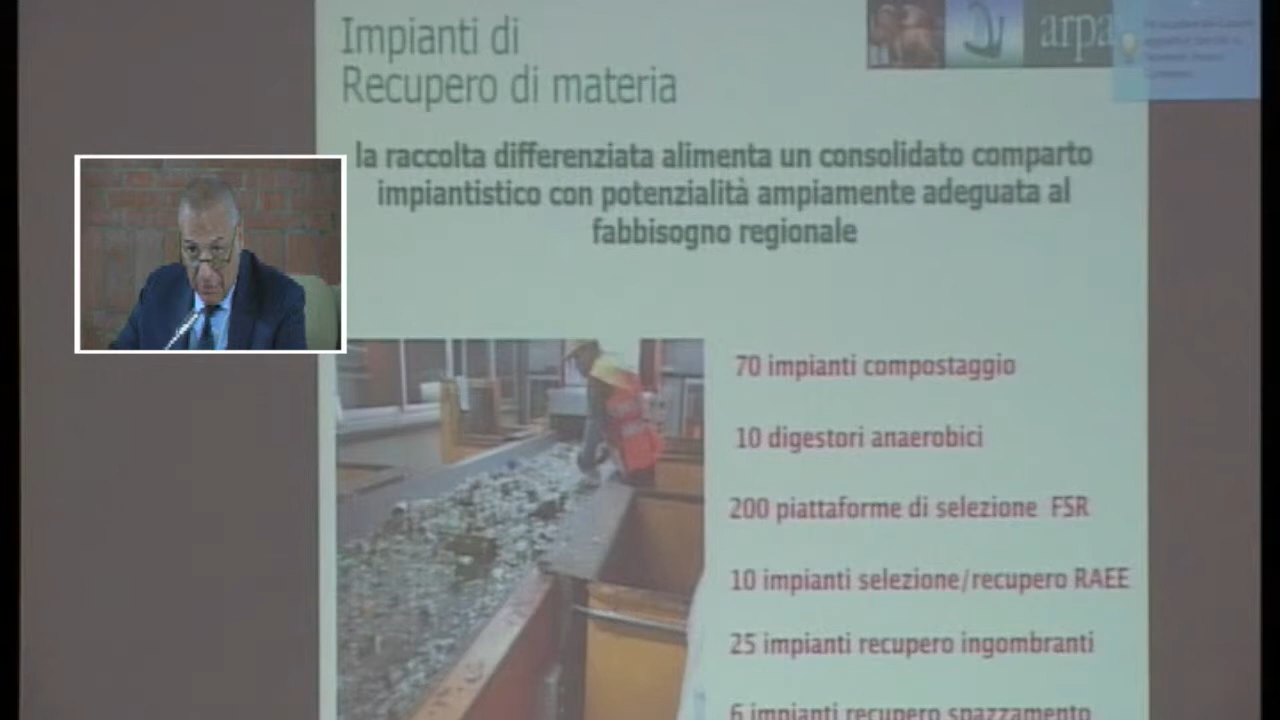 Impianti di
Recupero di materia
arpa
la raccolta differenziata alimenta un consolidato comparto
impiantistico con potenzialità ampiamente adeguata al
fabbisogno regionale
70 impianti compostaggio
10 digestori anaerobici
200 piattaforme di selezione FSR
10 impianti selezione/recupero RAEE
25 impianti recupero ingombranti
6 impianti recupero spazzamento